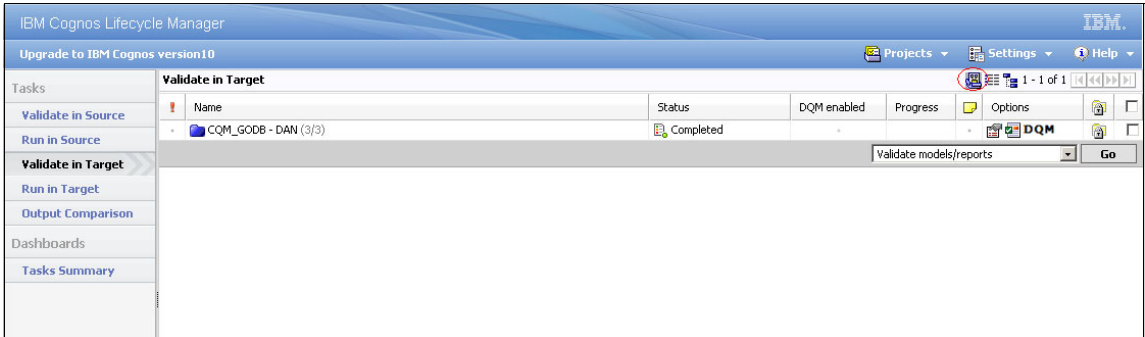 IBM Cognos Lifecycle Manager IBM.
Upgrade to IBM Cognos version10 Projects Settings Help
Tasks
Validate in Source
Run in Source
Validate in Target
Run in Target
Output Comparison
Dashboards
Tasks Summary
Validate in Target 1 - 1 of 1
! Name Status DQM enabled Progress Options
CQM_GODB - DAN (3/3) Completed DQM
Validate models/reports Go